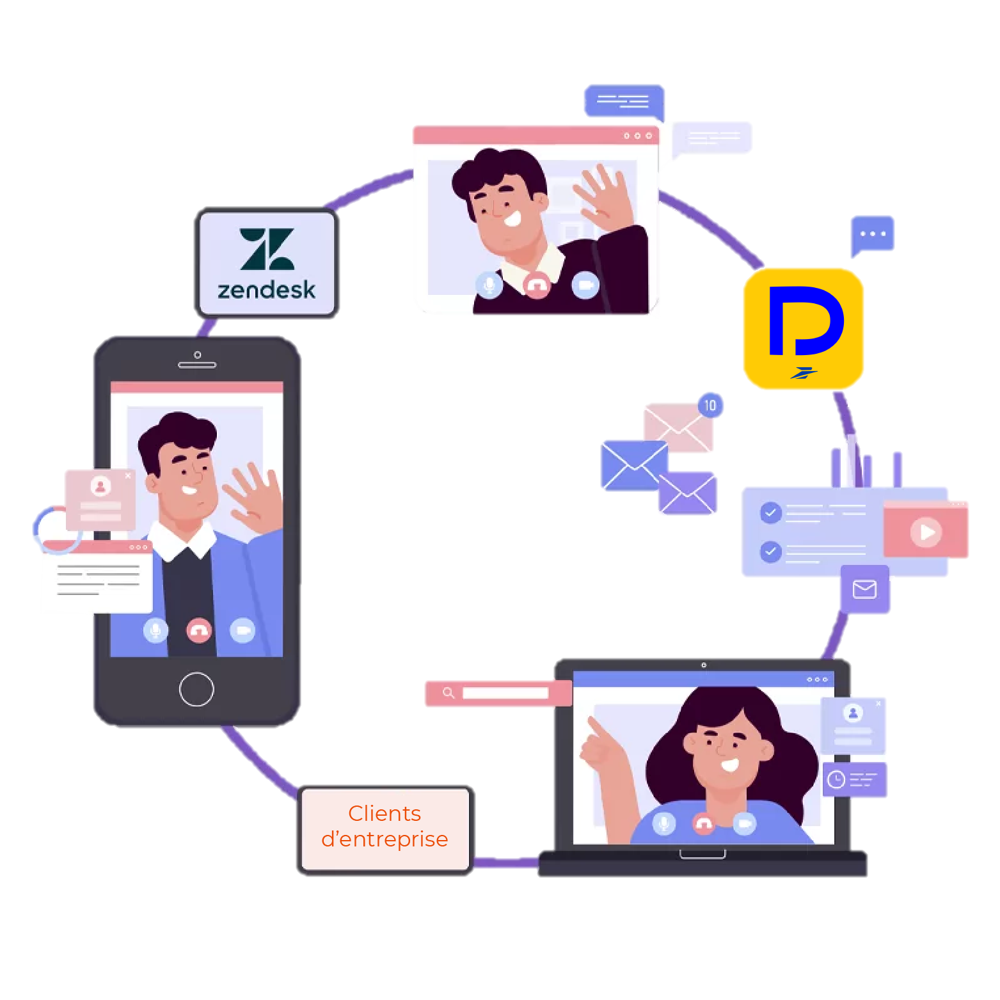 zendesk
D
10
Clients
d’entreprise